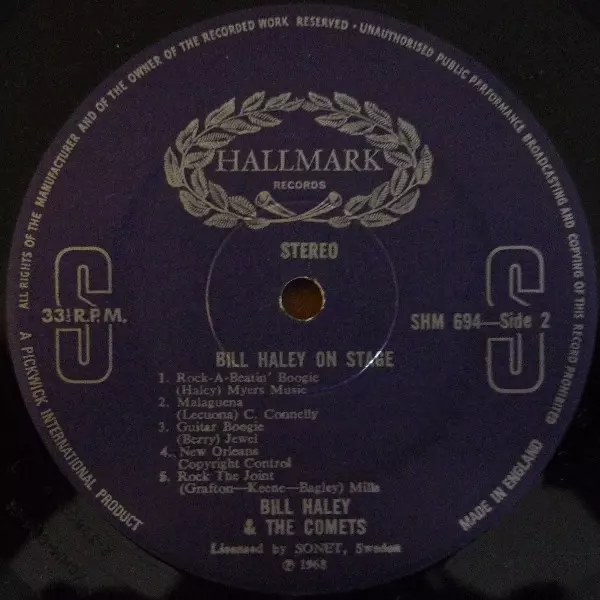 ALL RIGHTS OF THE MANUFACTURER AND OF THE OWNER OF THE RECORDED WORK RESERVED - UNAUTHORISED PUBLIC PERFORMANCE BROADCASTING AND COPYING OF THIS RECORD PROHIBITED
HALLMARK
RECORDS
STEREO
S S
33⅓ R.P.M.
SHM 694—Side 2
BILL HALEY ON STAGE
1. Rock-A-Beatin' Boogie
(Haley) Myers Music
2. Malaguena
(Lecuona) C. Connelly
3. Guitar Boogie
(Berry) Jewel
4. New Orleans
Copyright Control
5. Rock The Joint
(Grafton—Keene—Bagley) Mills
BILL HALEY
& THE COMETS
Licensed by SONET, Sweden
℗ 1968
A PICKWICK INTERNATIONAL PRODUCT
MADE IN ENGLAND